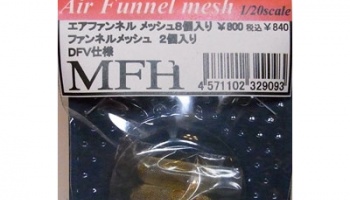 Air Funnel mesh 1/20scale
エアファンネル メッシュ8個入り ¥800 税込 ¥840
ファンネルメッシュ 2個入り
DFV仕様
MFH
4 571102 329093